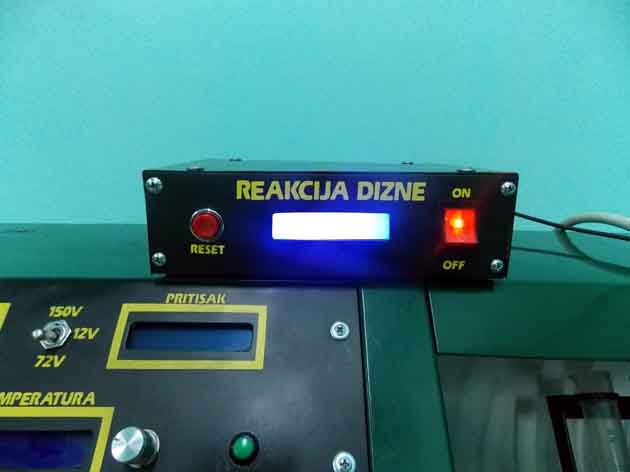 REAKCIJA DIZNE
ON
RESET
OFF
PRITISAK
150V
12V
72V
MPERATURA